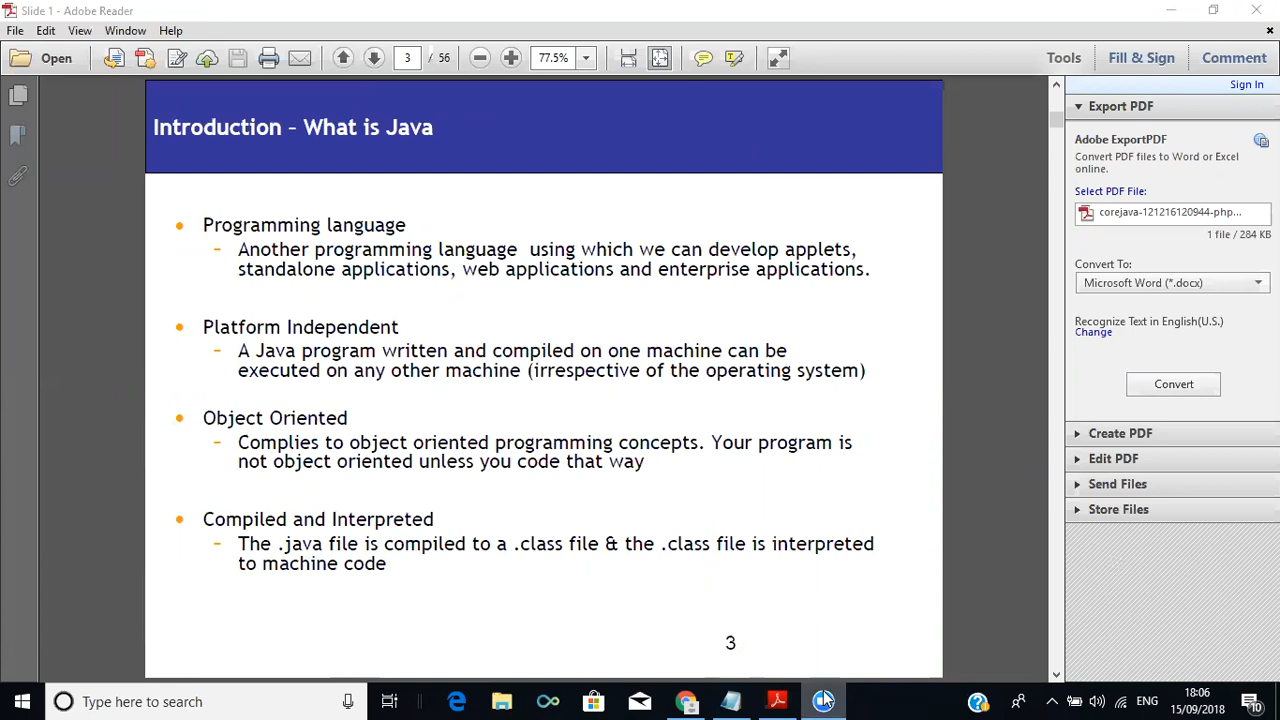 Slide 1 - Adobe Reader
File Edit View Window Help
Open 3 / 56 77.5% Tools Fill & Sign Comment
Sign In
Introduction – What is Java
• Programming language
– Another programming language using which we can develop applets,
standalone applications, web applications and enterprise applications.
• Platform Independent
– A Java program written and compiled on one machine can be
executed on any other machine (irrespective of the operating system)
• Object Oriented
– Complies to object oriented programming concepts. Your program is
not object oriented unless you code that way
• Compiled and Interpreted
– The .java file is compiled to a .class file & the .class file is interpreted
to machine code
3
Export PDF
Adobe ExportPDF
Convert PDF files to Word or Excel
online.
Select PDF File:
corejava-121216120944-php...
1 file / 284 KB
Convert To:
Microsoft Word (*.docx)
Recognize Text in English(U.S.)
Change
Convert
Create PDF
Edit PDF
Send Files
Store Files
Type here to search
ENG
18:06
15/09/2018
10